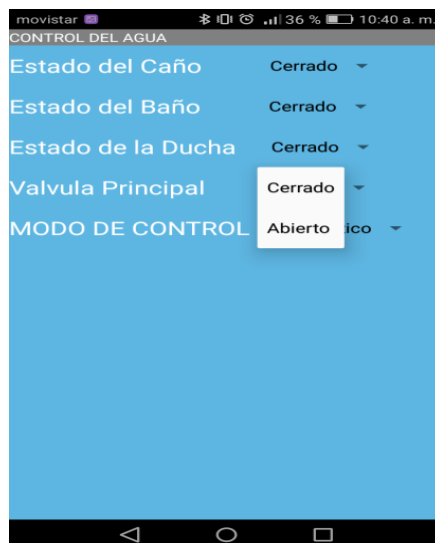 movistar 36 % 10:40 a. m.
CONTROL DEL AGUA
Estado del Caño Cerrado
Estado del Baño Cerrado
Estado de la Ducha Cerrado
Valvula Principal Cerrado
MODO DE CONTROL Abierto ico